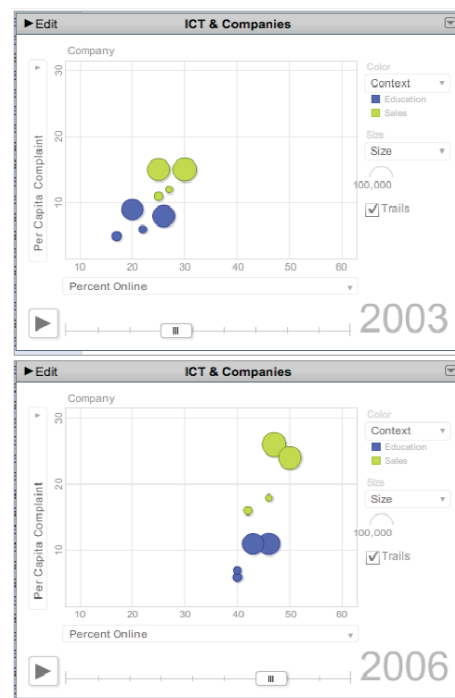 ▶Edit
ICT & Companies
Company
Per Capita Complaint
30
20
10
10 20 30 40 50 60
Percent Online
Color
Context
Education
Sales
Size
Size
100,000
Trails
2003
▶Edit
ICT & Companies
Company
Per Capita Complaint
30
20
10
10 20 30 40 50 60
Percent Online
Color
Context
Education
Sales
Size
Size
100,000
Trails
2006